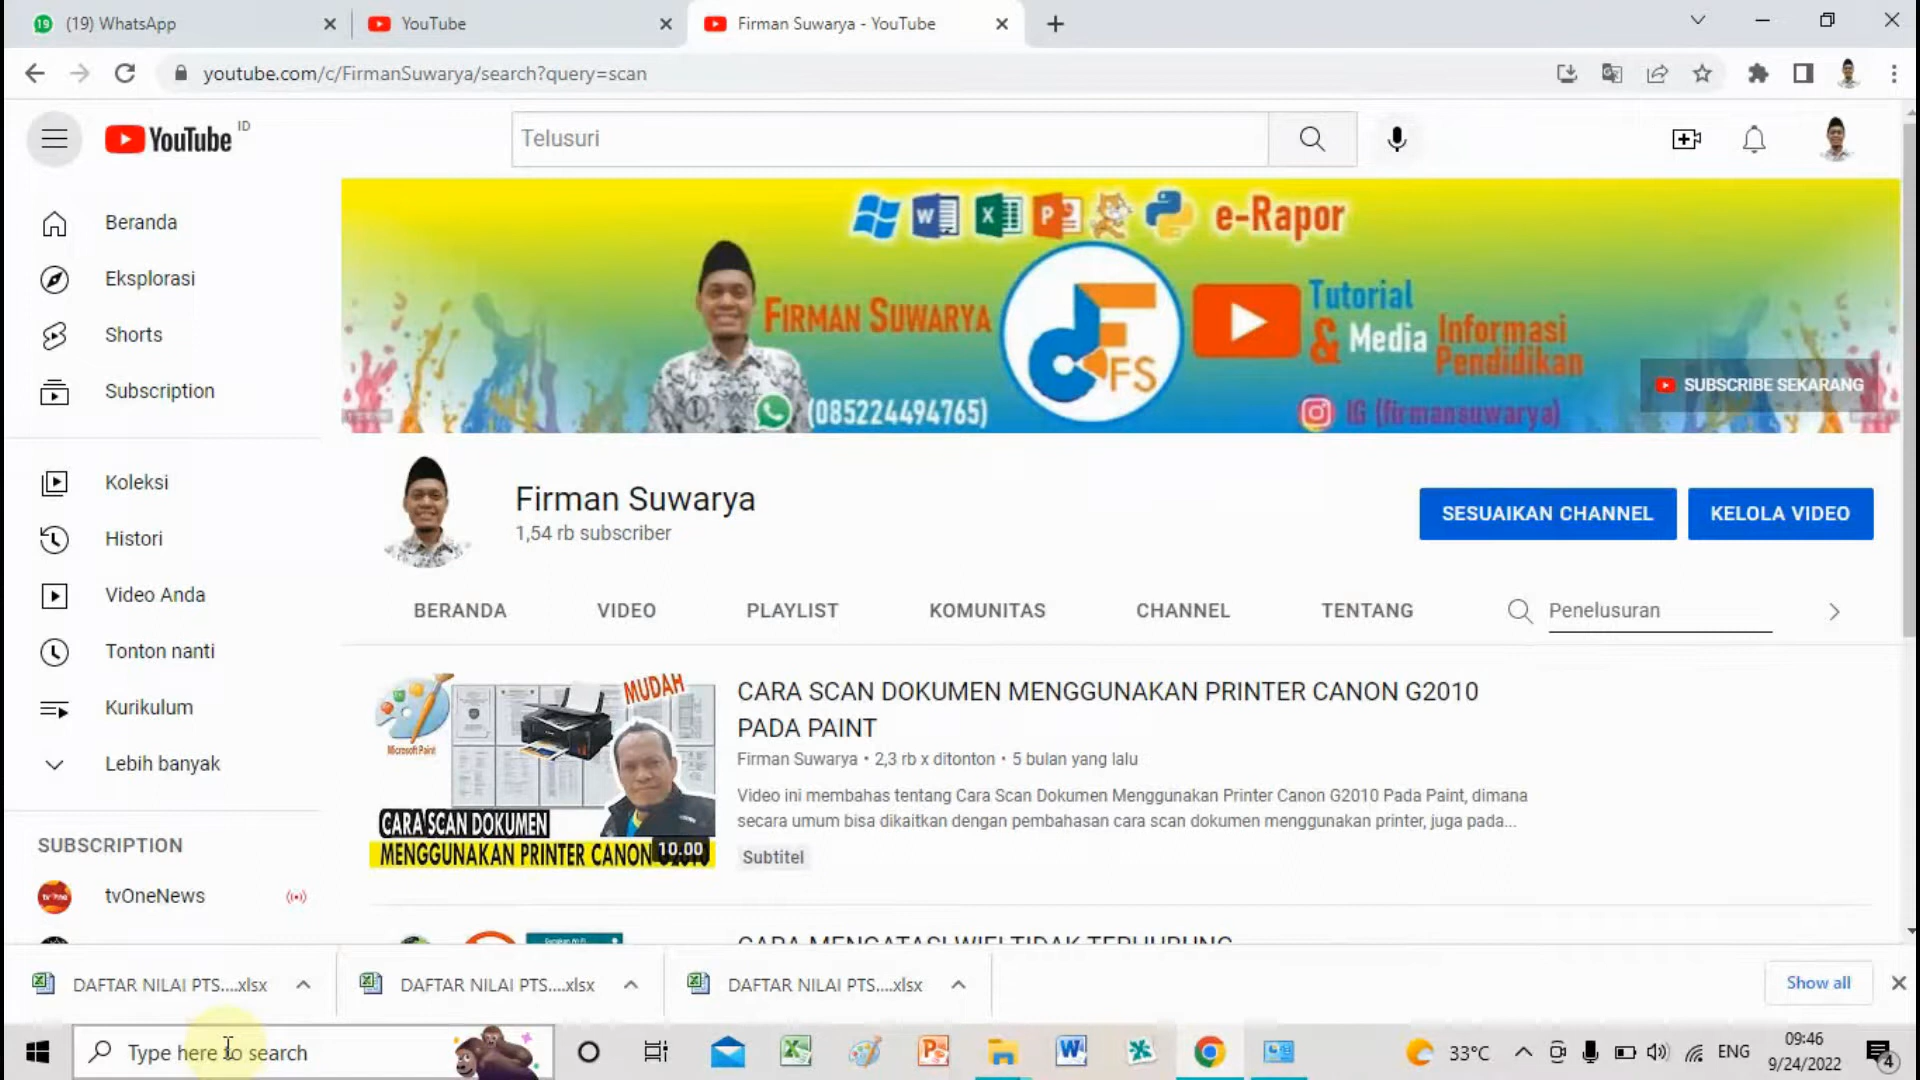 (19) WhatsApp
YouTube
Firman Suwarya - YouTube
youtube.com/c/FirmanSuwarya/search?query=scan
YouTube ID
Telusuri
Beranda
Eksplorasi
Shorts
Subscription
Koleksi
Histori
Video Anda
Tonton nanti
Kurikulum
Lebih banyak
SUBSCRIPTION
tvOneNews
e-Rapor
FIRMAN SUWARYA
FS
Tutorial
& Media Informasi
Pendidikan
(085224494765)
IG (firmansuwarya)
SUBSCRIBE SEKARANG
Firman Suwarya
1,54 rb subscriber
SESUAIKAN CHANNEL
KELOLA VIDEO
BERANDA
VIDEO
PLAYLIST
KOMUNITAS
CHANNEL
TENTANG
Penelusuran
MUDAH
Microsoft Paint
CARA SCAN DOKUMEN
MENGGUNAKAN PRINTER CANON
10.00
CARA SCAN DOKUMEN MENGGUNAKAN PRINTER CANON G2010
PADA PAINT
Firman Suwarya • 2,3 rb x ditonton • 5 bulan yang lalu
Video ini membahas tentang Cara Scan Dokumen Menggunakan Printer Canon G2010 Pada Paint, dimana
secara umum bisa dikaitkan dengan pembahasan cara scan dokumen menggunakan printer, juga pada...
Subtitel
CARA MENGATASI WIFI TIDAK TERHUBUNG
DAFTAR NILAI PTS....xlsx
DAFTAR NILAI PTS....xlsx
DAFTAR NILAI PTS....xlsx
Show all
Type here to search
33°C
ENG
09:46
9/24/2022
4